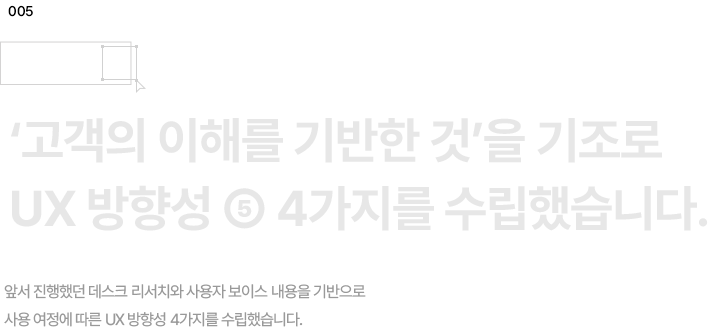 005
‘고객의 이해를 기반한 것’을 기조로
UX 방향성 ⑤ 4가지를 수립했습니다.
앞서 진행했던 데스크 리서치와 사용자 보이스 내용을 기반으로
사용 여정에 따른 UX 방향성 4가지를 수립했습니다.